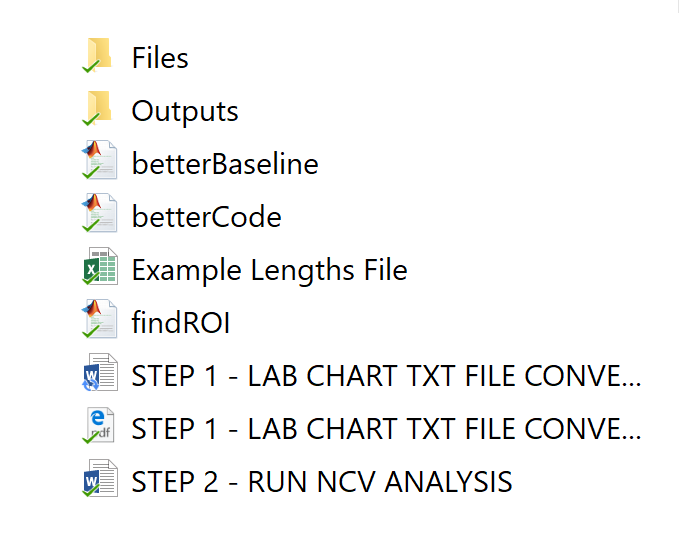 Files
Outputs
betterBaseline
betterCode
Example Lengths File
findROI
STEP 1 - LAB CHART TXT FILE CONVE...
STEP 1 - LAB CHART TXT FILE CONVE...
STEP 2 - RUN NCV ANALYSIS